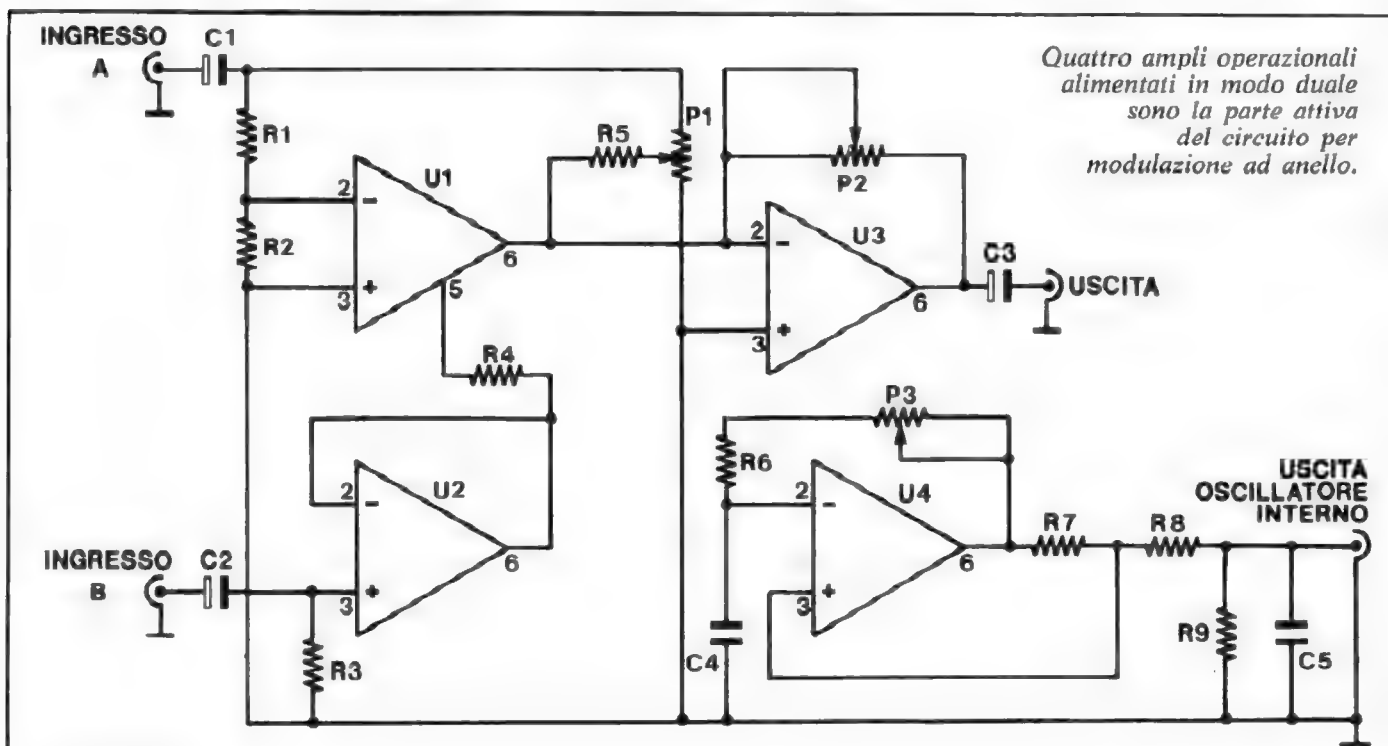 INGRESSO
A
C1
R1
R2
2
-
3
+
U1
5
6
R4
R5
P1
P2
2
-
3
+
U3
6
C3
USCITA
Quattro ampli operazionali
alimentati in modo duale
sono la parte attiva
del circuito per
modulazione ad anello.
INGRESSO
B
C2
R3
2
-
3
+
U2
6
P3
R6
C4
2
-
3
+
U4
6
R7
R8
R9
C5
USCITA
OSCILLATORE
INTERNO